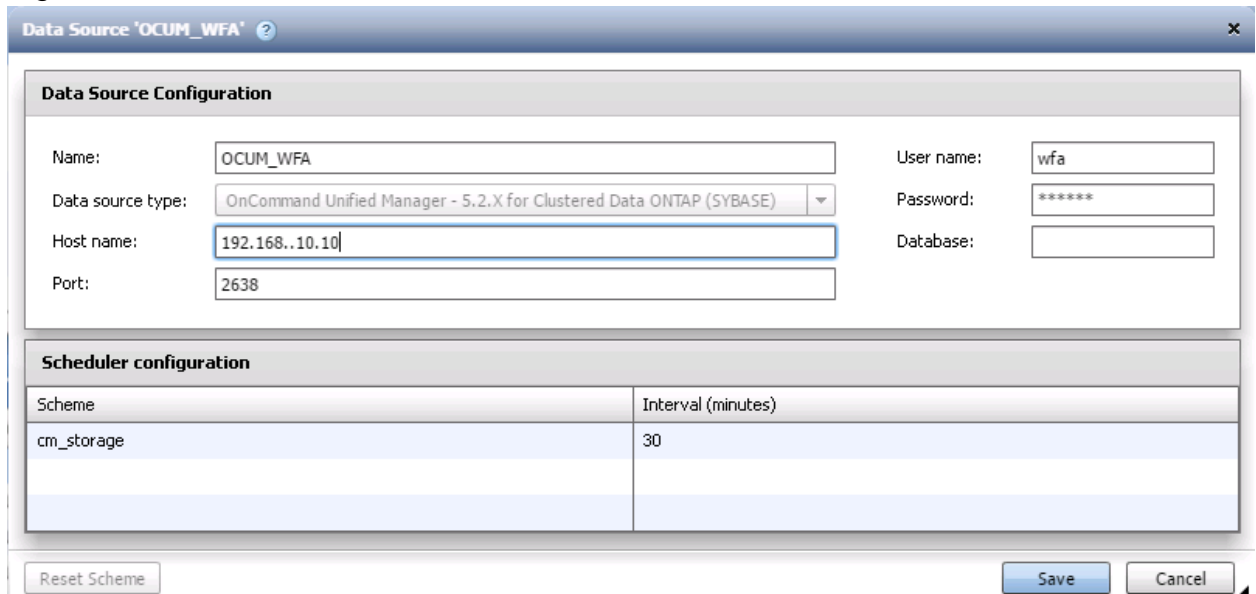 Data Source 'OCUM_WFA' ?
Data Source Configuration
Name: OCUM_WFA User name: wfa
Data source type: OnCommand Unified Manager - 5.2.X for Clustered Data ONTAP (SYBASE) Password: ******
Host name: 192.168..10.10 Database:
Port: 2638
Scheduler configuration
Scheme Interval (minutes)
cm_storage 30
Reset Scheme Save Cancel